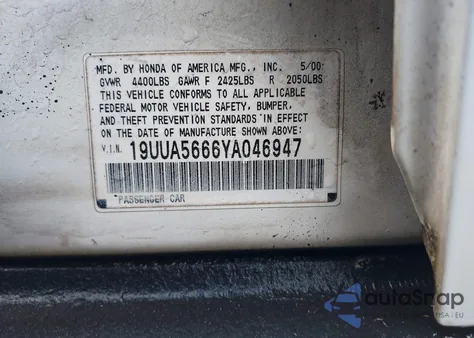 MFD. BY HONDA OF AMERICA MFG., INC. 5/00
GVWR 4400LBS GAWR F 2425LBS R 2050LBS
THIS VEHICLE CONFORMS TO ALL APPLICABLE
FEDERAL MOTOR VEHICLE SAFETY, BUMPER,
AND THEFT PREVENTION STANDARDS IN EFFECT
ON THE DATE OF MANUFACTURE SHOWN ABOVE:
V.I.N. 19UUA5666YA046947
PASSENGER CAR
autoSnap
USA | EU